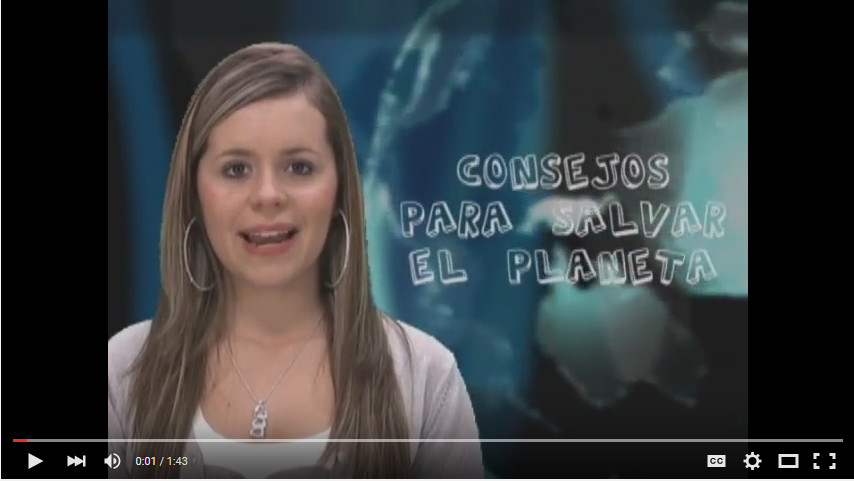 CONSEJOS
PARA SALVAR
EL PLANETA
0:01 / 1:43
CC